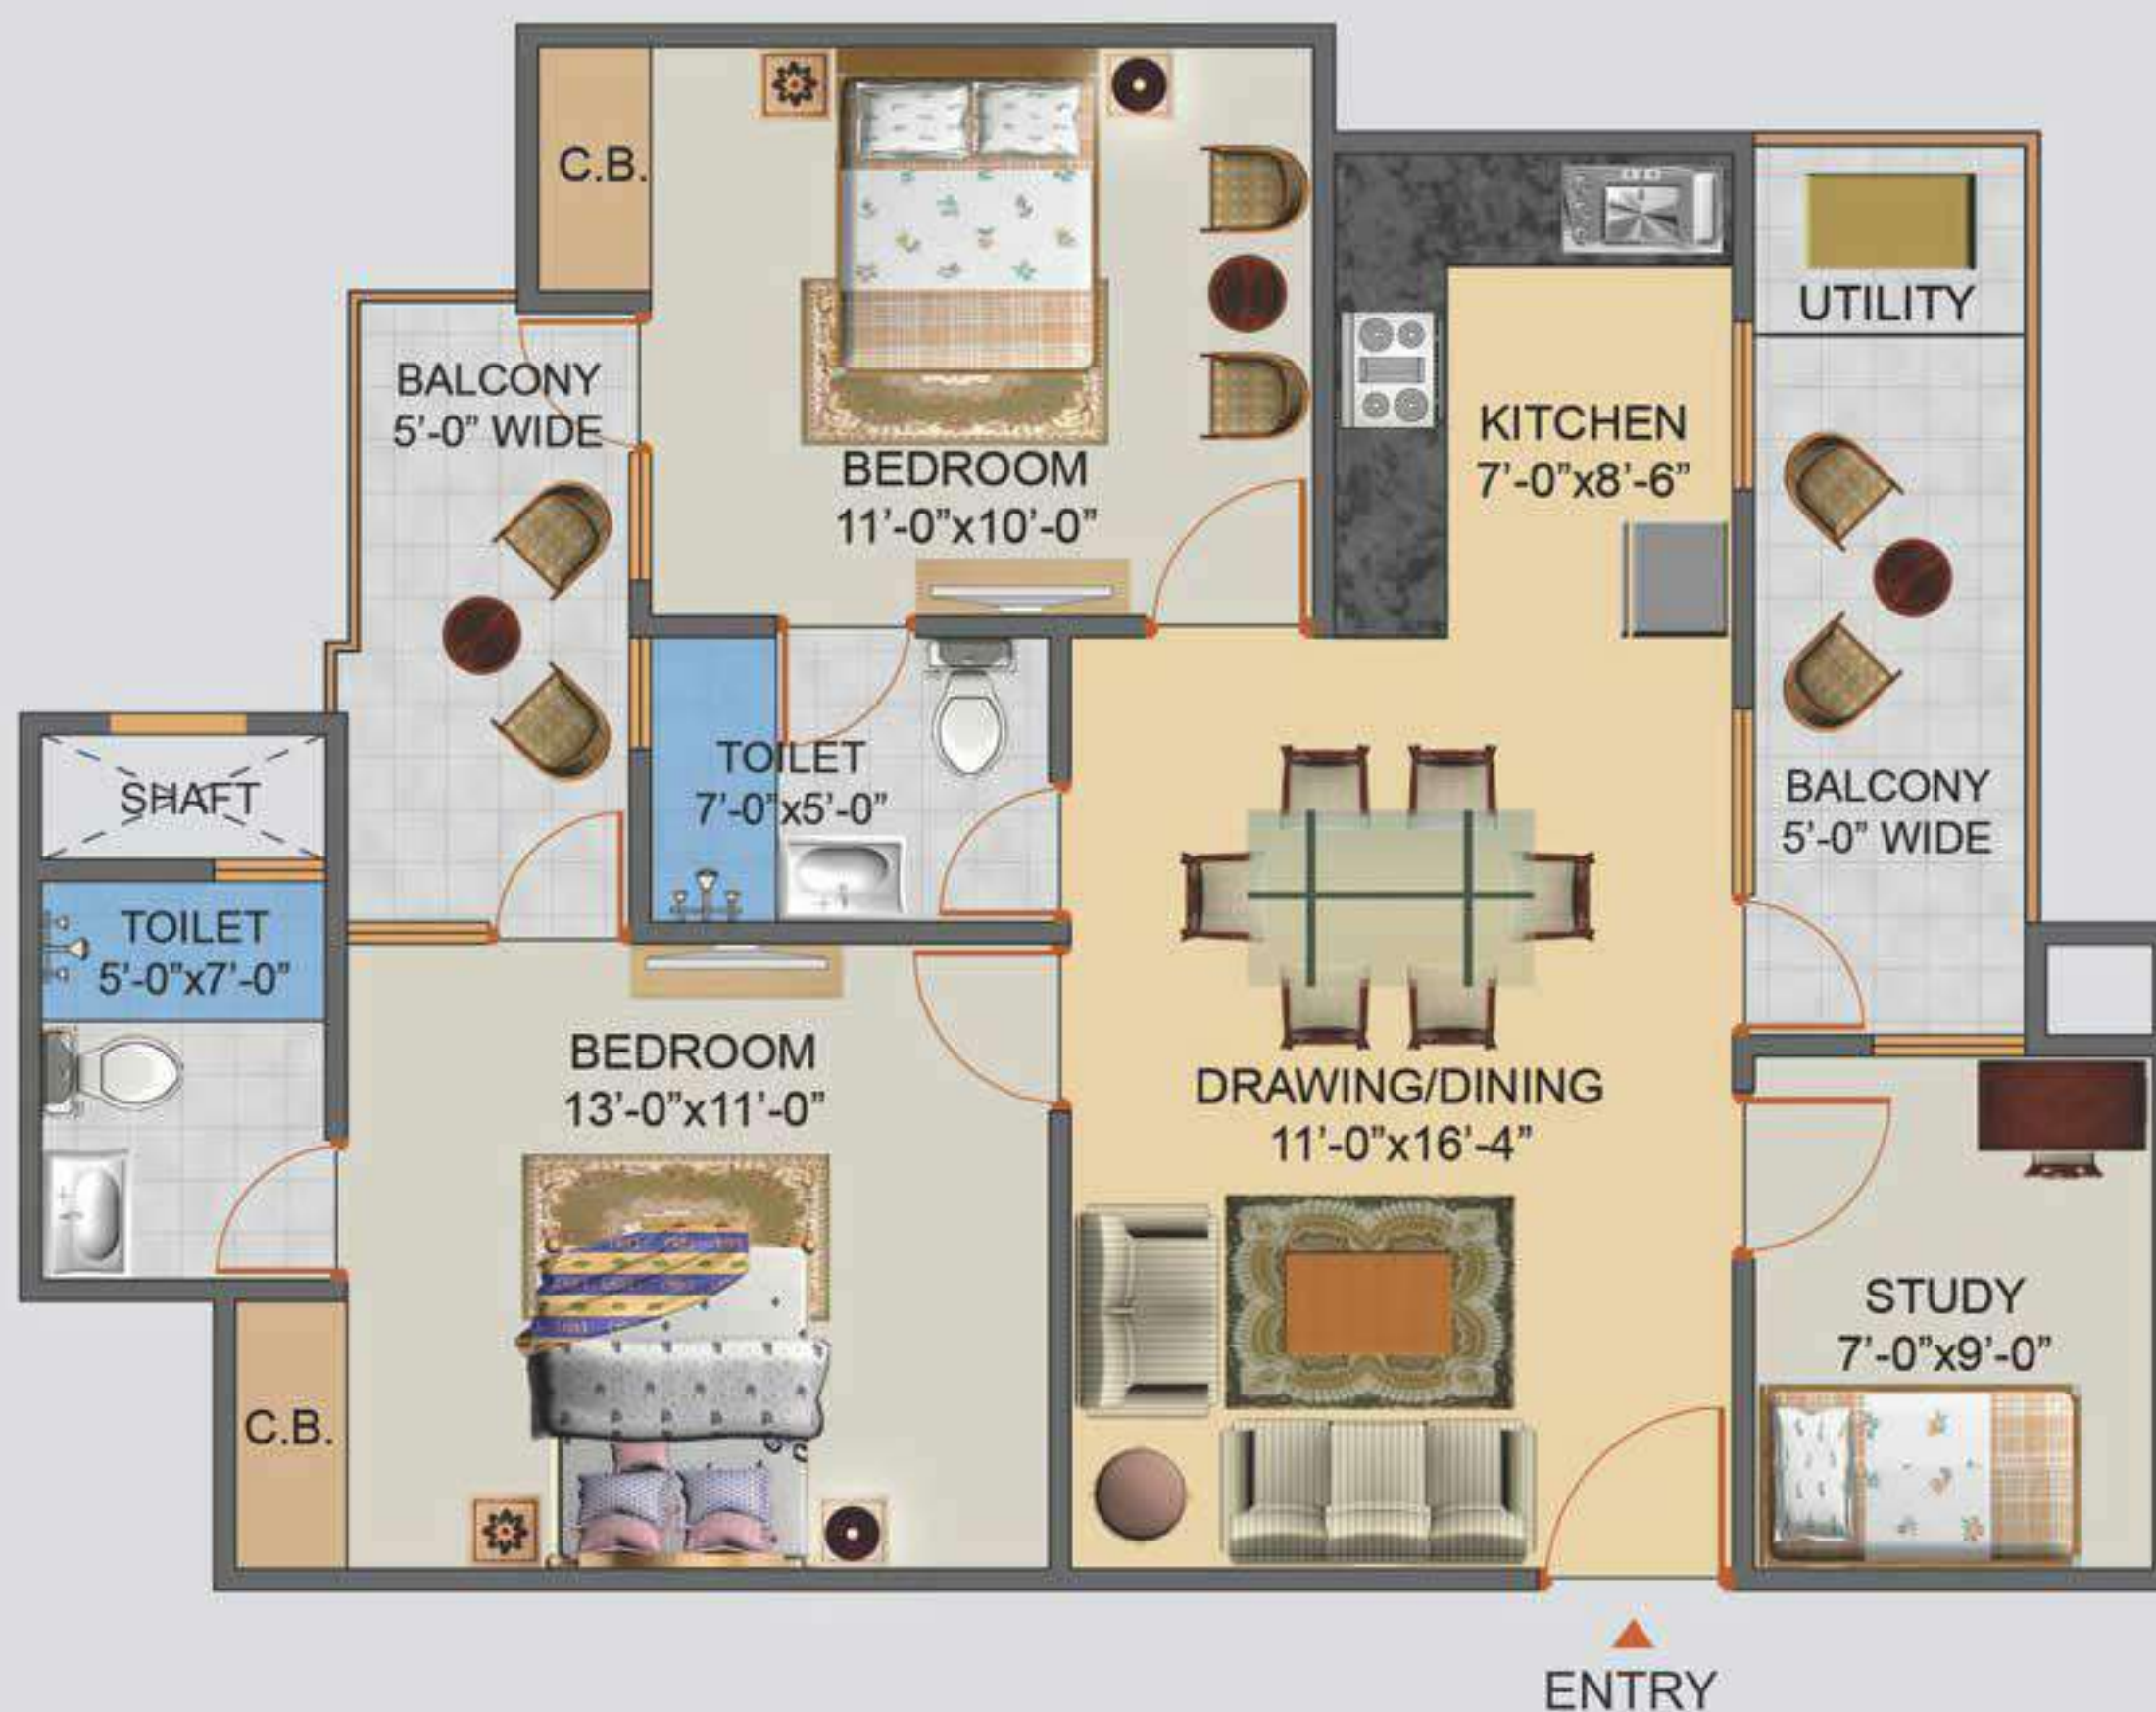 C.B.
UTILITY
BALCONY
5'-0" WIDE
KITCHEN
7'-0"x8'-6"
BEDROOM
11'-0"x10'-0"
TOILET
7'-0"x5'-0"
SHAFT
BALCONY
5'-0" WIDE
TOILET
5'-0"x7'-0"
BEDROOM
13'-0"x11'-0"
DRAWING/DINING
11'-0"x16'-4"
STUDY
7'-0"x9'-0"
C.B.
ENTRY